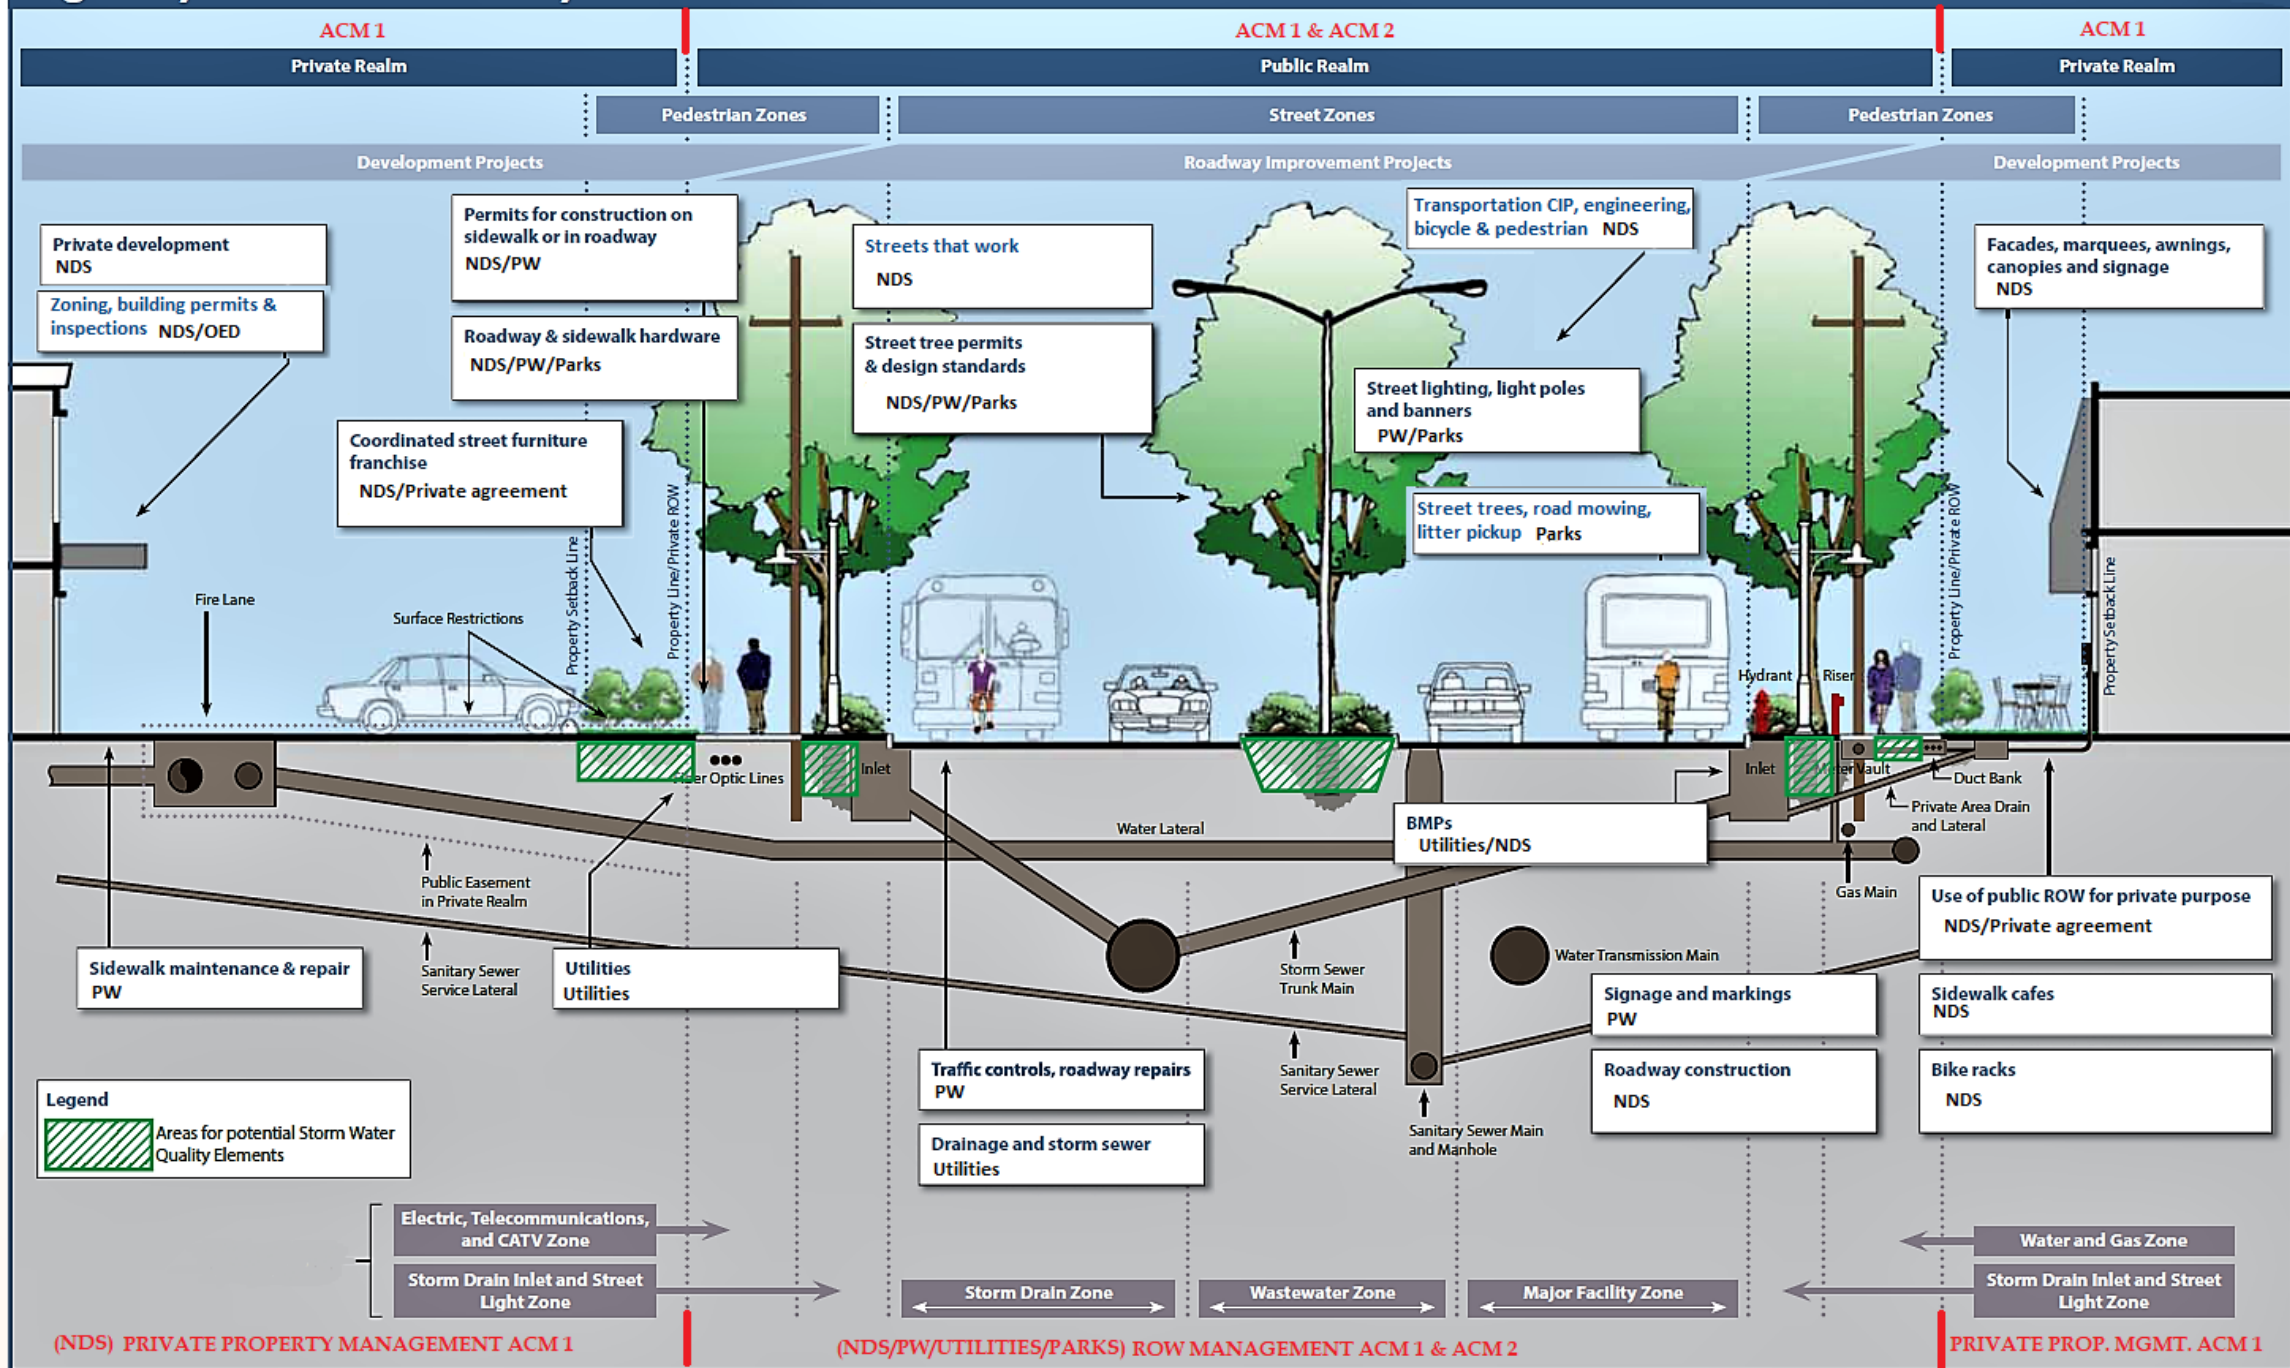 ACM 1
ACM 1 & ACM 2
ACM 1
Private Realm
Public Realm
Private Realm
Pedestrian Zones
Street Zones
Pedestrian Zones
Development Projects
Roadway Improvement Projects
Development Projects
Private development
NDS
Zoning, building permits &
inspections NDS/OED
Permits for construction on
sidewalk or in roadway
NDS/PW
Roadway & sidewalk hardware
NDS/PW/Parks
Coordinated street furniture
franchise
NDS/Private agreement
Streets that work
NDS
Street tree permits
& design standards
NDS/PW/Parks
Transportation CIP, engineering,
bicycle & pedestrian NDS
Street lighting, light poles
and banners
PW/Parks
Street trees, road mowing,
litter pickup Parks
Facades, marquees, awnings,
canopies and signage
NDS
Property Setback Line
Property Line/Private ROW
Property Line/Private ROW
Property Setback Line
Fire Lane
Surface Restrictions
Hydrant
Riser
Optic Lines
Inlet
Inlet
Vault
Duct Bank
Private Area Drain
and Lateral
Water Lateral
BMPs
Utilities/NDS
Gas Main
Public Easement
in Private Realm
Sanitary Sewer
Service Lateral
Sidewalk maintenance & repair
PW
Utilities
Utilities
Storm Sewer
Trunk Main
Water Transmission Main
Use of public ROW for private purpose
NDS/Private agreement
Signage and markings
PW
Sidewalk cafes
NDS
Traffic controls, roadway repairs
PW
Sanitary Sewer
Service Lateral
Roadway construction
NDS
Bike racks
NDS
Drainage and storm sewer
Utilities
Sanitary Sewer Main
and Manhole
Legend
Areas for potential Storm Water
Quality Elements
Electric, Telecommunications,
and CATV Zone
Storm Drain Inlet and Street
Light Zone
Storm Drain Zone
Wastewater Zone
Major Facility Zone
Water and Gas Zone
Storm Drain Inlet and Street
Light Zone
(NDS) PRIVATE PROPERTY MANAGEMENT ACM 1
(NDS/PW/UTILITIES/PARKS) ROW MANAGEMENT ACM 1 & ACM 2
PRIVATE PROP. MGMT. ACM 1